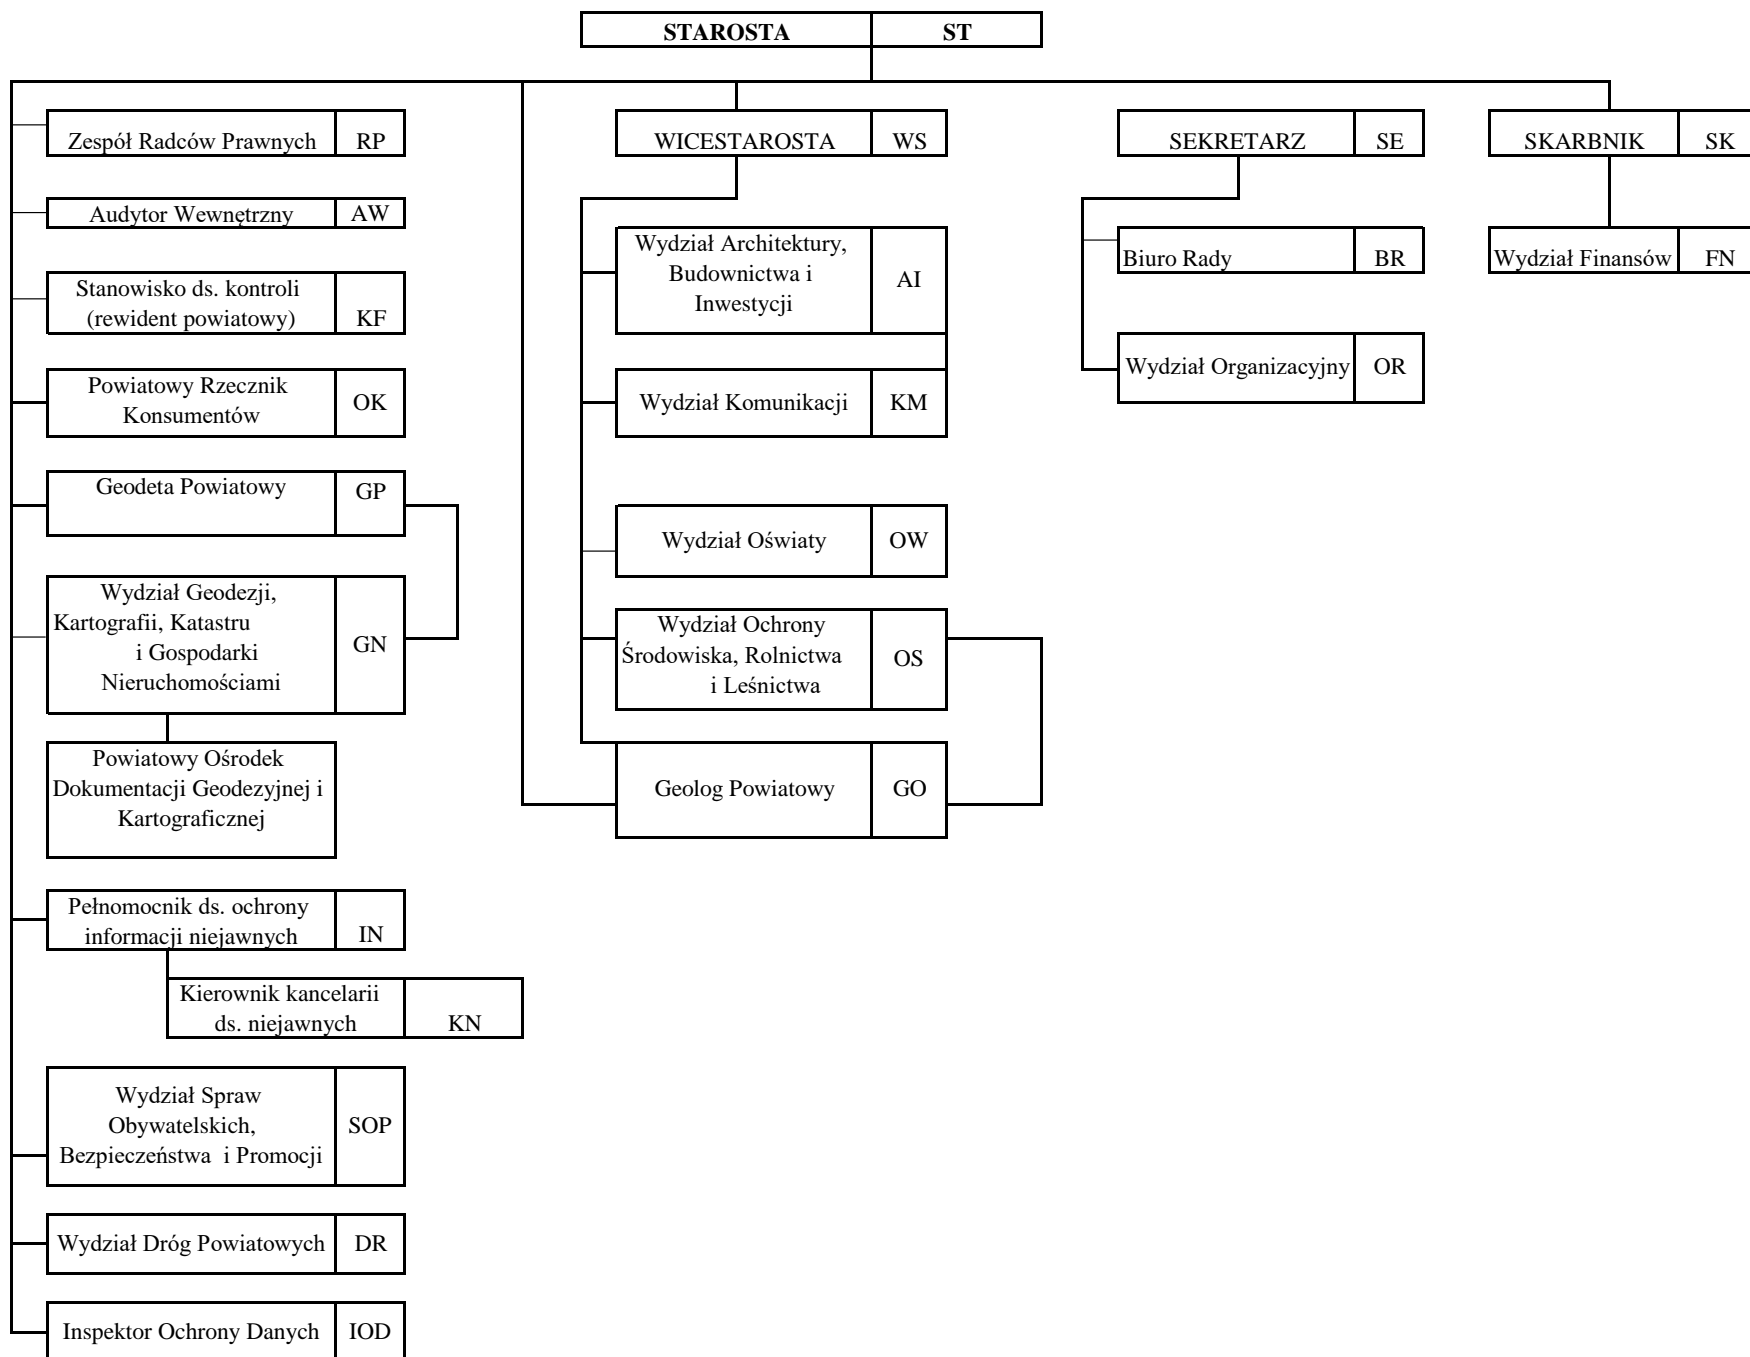 STAROSTA ST
Zespół Radców Prawnych RP
WICESTAROSTA WS
SEKRETARZ SE
SKARBNIK SK
Audytor Wewnętrzny AW
Stanowisko ds. kontroli
(rewident powiatowy) KF
Powiatowy Rzecznik
Konsumentów
OK
Geodeta Powiatowy GP
Wydział Geodezji,
Kartografii, Katastru
i Gospodarki
Nieruchomościami
GN
Powiatowy Ośrodek
Dokumentacji Geodezyjnej i
Kartograficznej
Pełnomocnik ds. ochrony
informacji niejawnych IN
Kierownik kancelarii
ds. niejawnych KN
Wydział Spraw
Obywatelskich,
Bezpieczeństwa i Promocji
SOP
Wydział Dróg Powiatowych DR
Inspektor Ochrony Danych IOD
Wydział Architektury,
Budownictwa i
Inwestycji
AI
Wydział Komunikacji KM
Wydział Oświaty OW
Wydział Ochrony
Środowiska, Rolnictwa
i Leśnictwa
OS
Geolog Powiatowy GO
Biuro Rady BR
Wydział Organizacyjny OR
Wydział Finansów FN